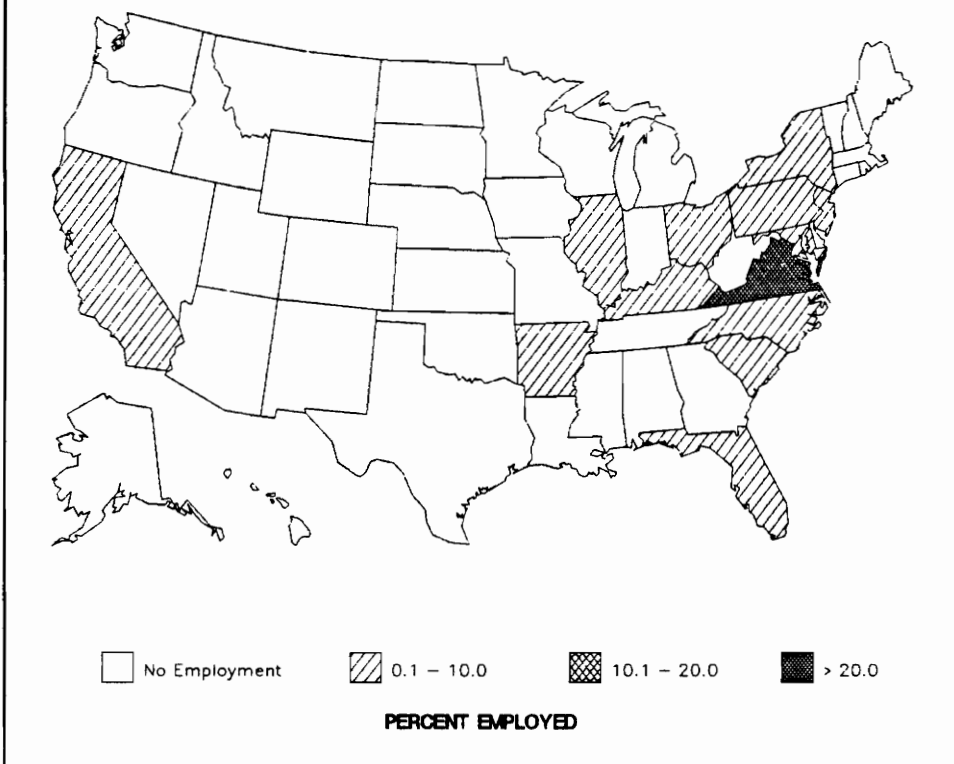 No Employment 0.1 – 10.0 10.1 – 20.0 > 20.0
PERCENT EMPLOYED